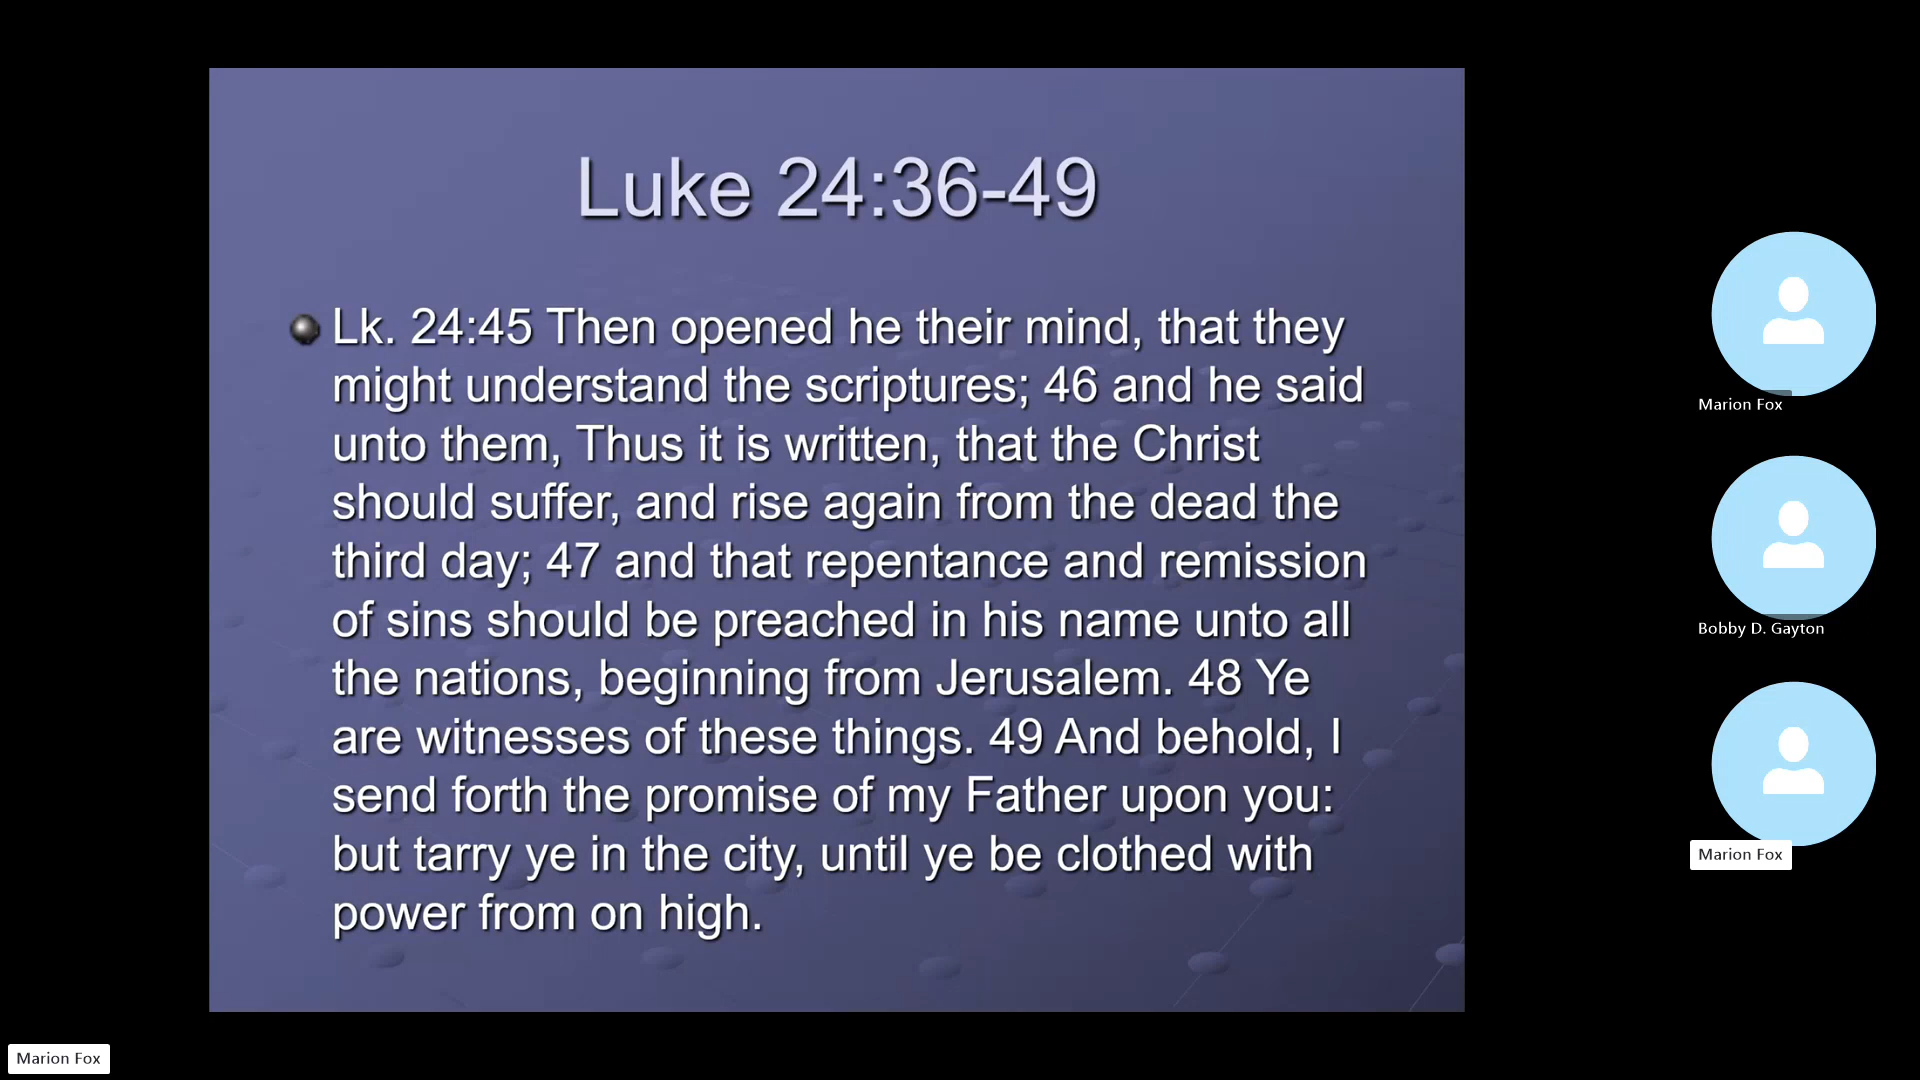 Luke 24:36-49
Lk. 24:45 Then opened he their mind, that they
might understand the scriptures; 46 and he said
unto them, Thus it is written, that the Christ
should suffer, and rise again from the dead the
third day; 47 and that repentance and remission
of sins should be preached in his name unto all
the nations, beginning from Jerusalem. 48 Ye
are witnesses of these things. 49 And behold, I
send forth the promise of my Father upon you:
but tarry ye in the city, until ye be clothed with
power from on high.
Marion Fox
Bobby D. Gayton
Marion Fox
Marion Fox